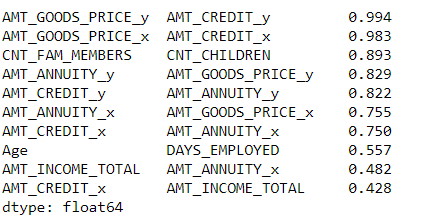 AMT_GOODS_PRICE_y AMT_CREDIT_y 0.994
AMT_GOODS_PRICE_x AMT_CREDIT_x 0.983
CNT_FAM_MEMBERS CNT_CHILDREN 0.893
AMT_ANNUITY_y AMT_GOODS_PRICE_y 0.829
AMT_CREDIT_y AMT_ANNUITY_y 0.822
AMT_ANNUITY_x AMT_GOODS_PRICE_x 0.755
AMT_CREDIT_x AMT_ANNUITY_x 0.750
Age DAYS_EMPLOYED 0.557
AMT_INCOME_TOTAL AMT_ANNUITY_x 0.482
AMT_CREDIT_x AMT_INCOME_TOTAL 0.428
dtype: float64